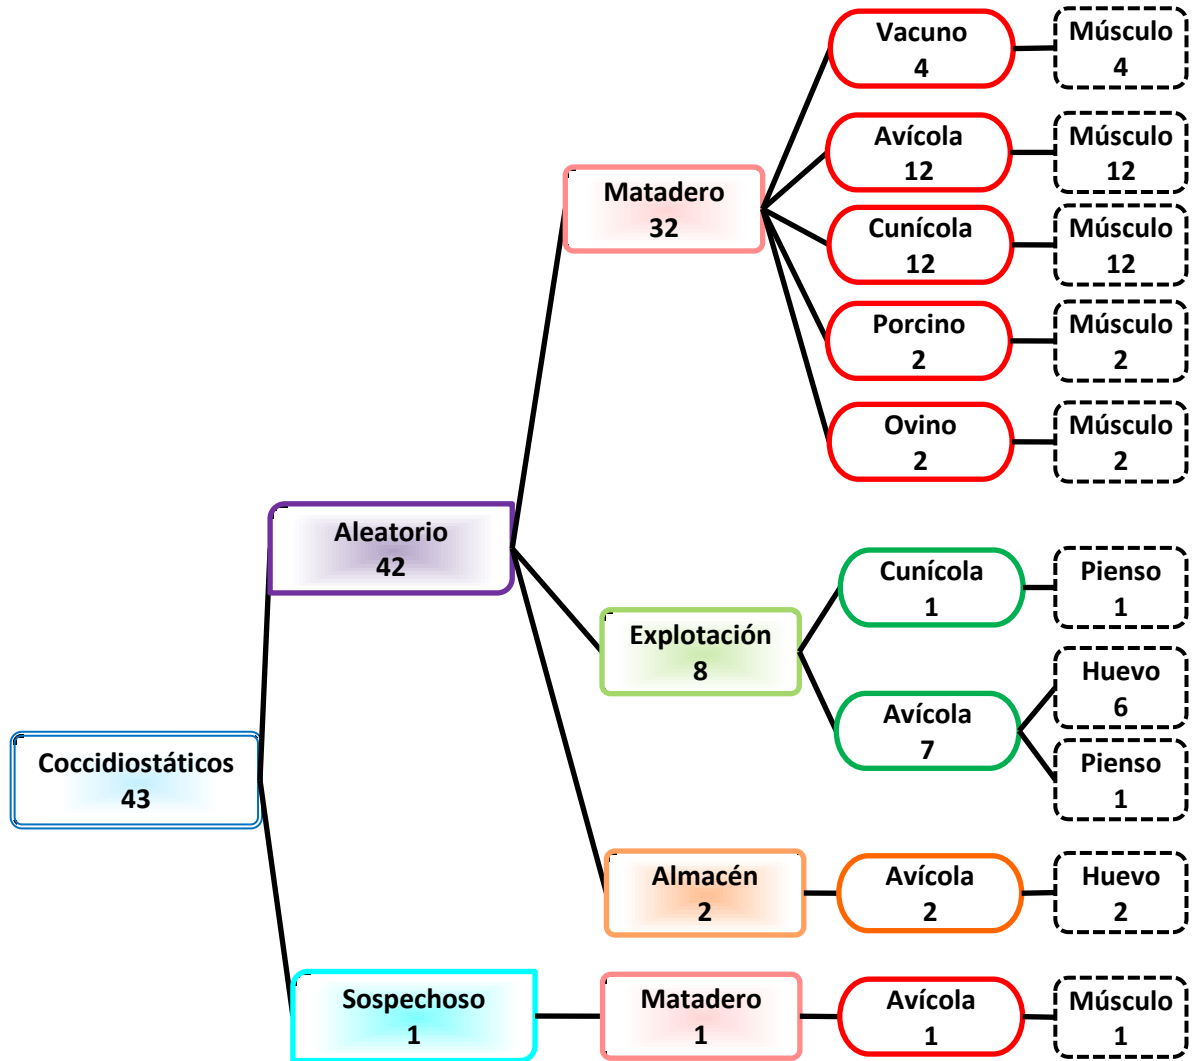 Vacuno
4
Músculo
4
Avícola
12
Músculo
12
Matadero
32
Cunícola
12
Músculo
12
Porcino
2
Músculo
2
Ovino
2
Músculo
2
Aleatorio
42
Cunícola
1
Pienso
1
Explotación
8
Huevo
6
Avícola
7
Pienso
1
Coccidiostáticos
43
Almacén
2
Avícola
2
Huevo
2
Sospechoso
1
Matadero
1
Avícola
1
Músculo
1